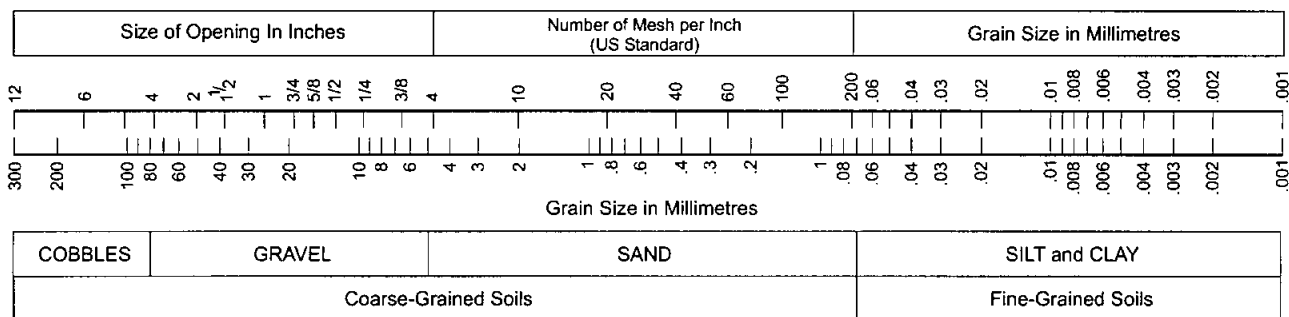 Size of Opening In Inches
Number of Mesh per Inch
(US Standard)
Grain Size in Millimetres
12 6 4 2 1 1/2 1 3/4 5/8 1/2 1/4 3/8 4 10 20 40 60 100 200 .06 .04 .03 .02 .01 .008 .006 .004 .003 .002 .001
300 200 100 80 60 40 30 20 10 8 6 4 3 2 1 .8 .6 .4 .3 .2 1 .08 .06 .04 .03 .02 .01 .008 .006 .004 .003 .002 .001
Grain Size in Millimetres
COBBLES GRAVEL SAND SILT and CLAY
Coarse-Grained Soils Fine-Grained Soils